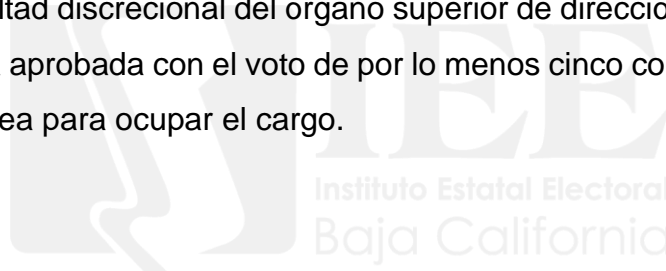 ltad discrecional del órgano superior de direcció
aprobada con el voto de por lo menos cinco co
ea para ocupar el cargo.
IEE
Instituto Estatal Electoral
Baja California